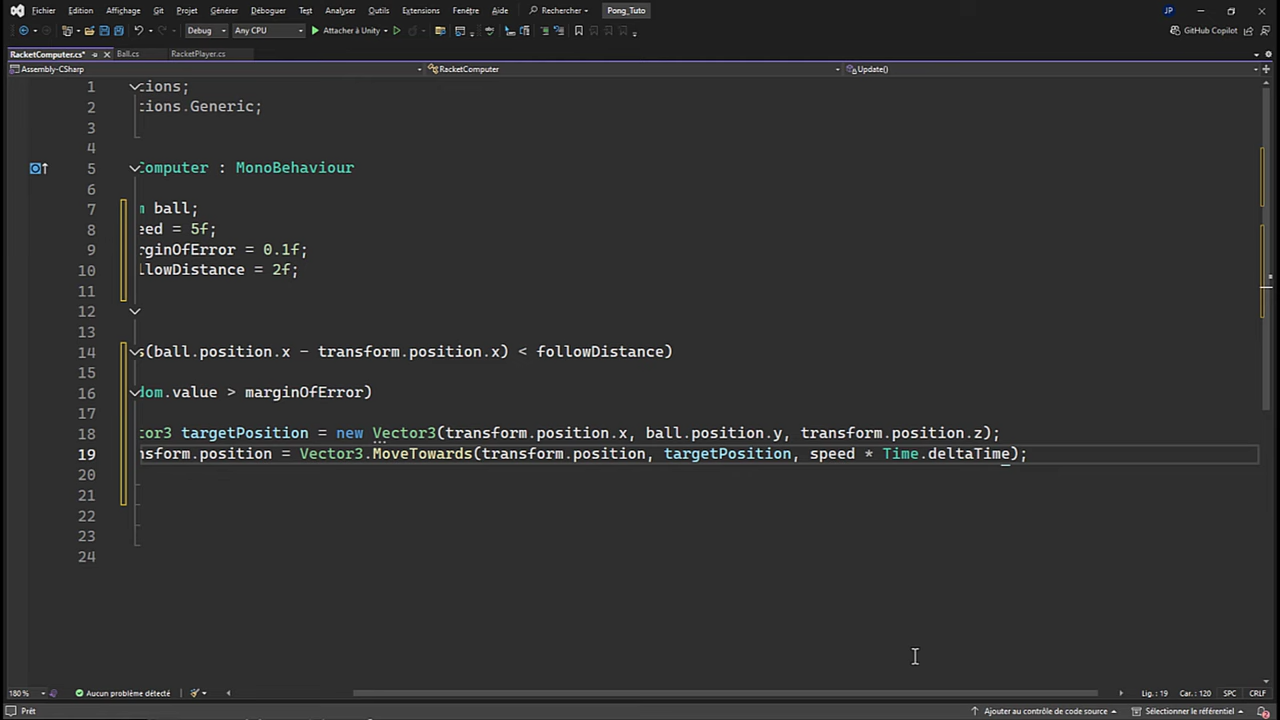 Fichier Edition Affichage Git Projet Générer Déboguer Test Analyser Outils Extensions Fenêtre Aide Rechercher Pong_Tuto JP
Debug Any CPU Attacher à Unity GitHub Copilot
RacketComputer.cs* Ball.cs RacketPlayer.cs
Assembly-CSharp RacketComputer Update()
1 tions;
2 tions.Generic;
3
4
5 Computer : MonoBehaviour
6
7 m ball;
8 eed = 5f;
9 rginOfError = 0.1f;
10 llowDistance = 2f;
11
12
13
14 s(ball.position.x - transform.position.x) < followDistance)
15
16 dom.value > marginOfError)
17
18 tor3 targetPosition = new Vector3(transform.position.x, ball.position.y, transform.position.z);
19 nsform.position = Vector3.MoveTowards(transform.position, targetPosition, speed * Time.deltaTime);
20
21
22
23
24
180 % Aucun problème détecté Lig. : 19 Car. : 120 SPC CRLF
Prêt Ajouter au contrôle de code source Sélectionner le référentiel 2